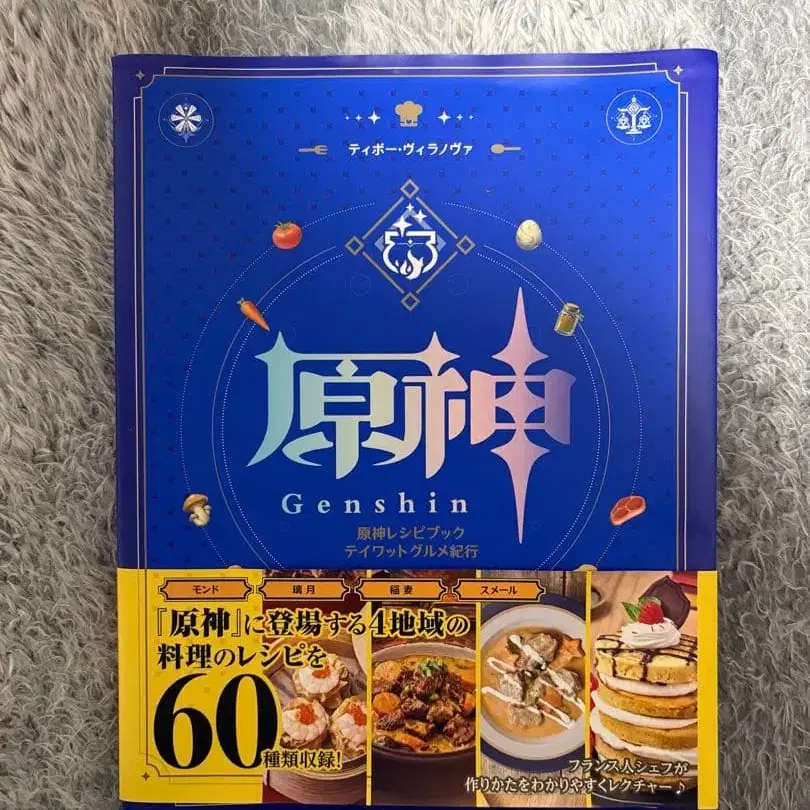 ティボー・ヴィラノヴァ
原神
Genshin
原神レシピブック
テイワットグルメ紀行
モンド 璃月 稲妻 スメール
『原神』に登場する4地域の
料理のレシピを
60種類収録!
フランス人シェフが
作りかたをわかりやすくレクチャー♪